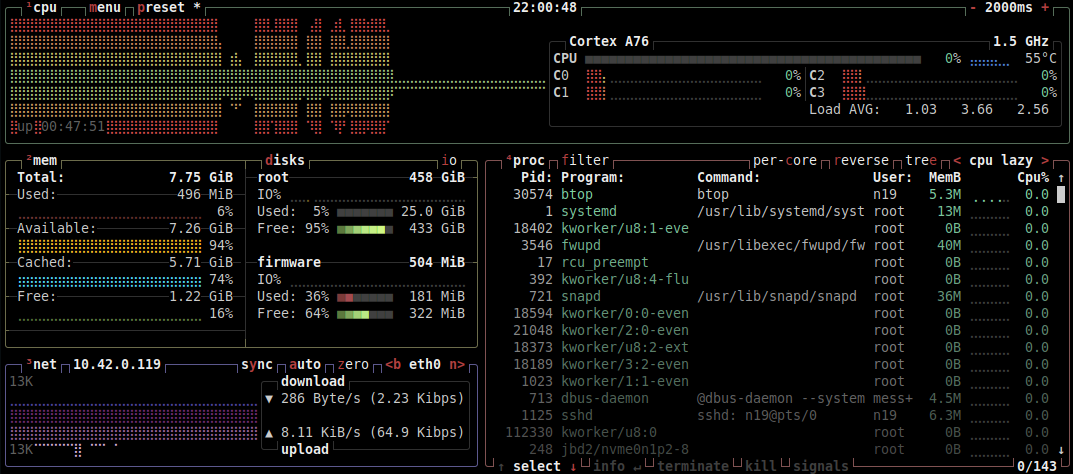 ¹cpu menu preset * 22:00:48 - 2000ms +
Cortex A76 1.5 GHz
CPU 0% 55°C
C0 0% C2 0%
C1 0% C3 0%
Load AVG: 1.03 3.66 2.56
up 00:47:51
²mem
Total: 7.75 GiB
Used: 496 MiB
6%
Available: 7.26 GiB
94%
Cached: 5.71 GiB
74%
Free: 1.22 GiB
16%
disks io
root 458 GiB
IO%
Used: 5% 25.0 GiB
Free: 95% 433 GiB
firmware 504 MiB
IO%
Used: 36% 181 MiB
Free: 64% 322 MiB
³net 10.42.0.119 sync auto zero <b eth0 n>
13K
download
▼ 286 Byte/s (2.23 Kibps)
▲ 8.11 KiB/s (64.9 Kibps)
upload
13K
⁴proc filter per-core reverse tree < cpu lazy >
Pid: Program: Command: User: MemB Cpu% ↑
30574 btop btop n19 5.3M 0.0
1 systemd /usr/lib/systemd/syst root 13M 0.0
18402 kworker/u8:1-eve root 0B 0.0
3546 fwupd /usr/libexec/fwupd/fw root 40M 0.0
17 rcu_preempt root 0B 0.0
392 kworker/u8:4-flu root 0B 0.0
721 snapd /usr/lib/snapd/snapd root 36M 0.0
18594 kworker/0:0-even root 0B 0.0
21048 kworker/2:0-even root 0B 0.0
18373 kworker/u8:2-ext root 0B 0.0
18189 kworker/3:2-even root 0B 0.0
1023 kworker/1:1-even root 0B 0.0
713 dbus-daemon @dbus-daemon --system mess+ 4.5M 0.0
1125 sshd sshd: n19@pts/0 n19 6.3M 0.0
112330 kworker/u8:0 root 0B 0.0
248 jbd2/nvme0n1p2-8 root 0B 0.0 ↓
↑ select ↓ info ↵ terminate kill signals 0/143